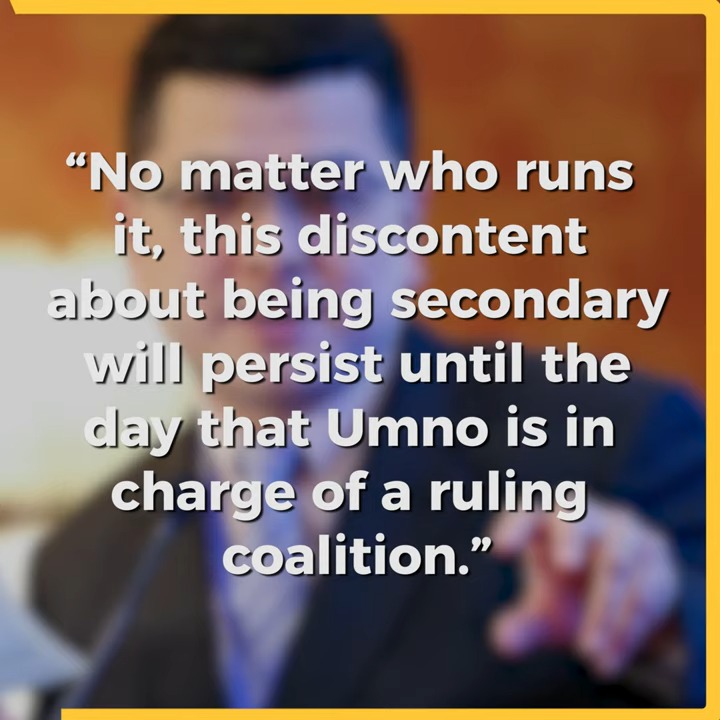 “No matter who runs
it, this discontent
about being secondary
will persist until the
day that Umno is in
charge of a ruling
coalition.”